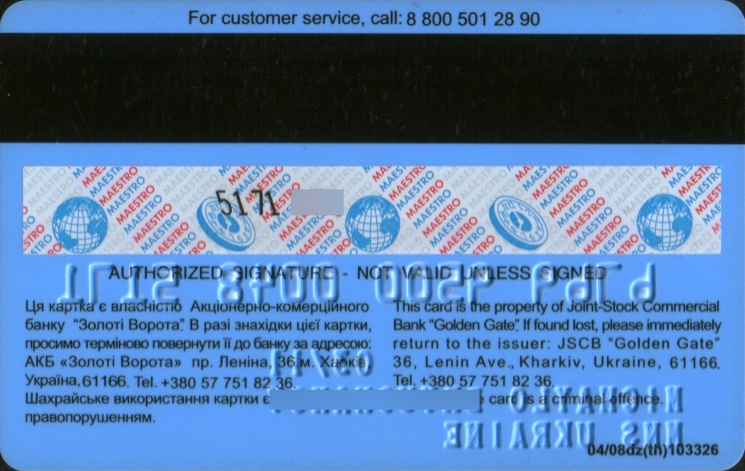 For customer service, call: 8 800 501 28 90
MAESTRO
5171
AUTHORIZED SIGNATURE - NOT VALID UNLESS SIGNED
Ця картка є власністю Акціонерно-комерційного
банку "Золоті Ворота". В разі знахідки цієї картки,
просимо терміново повернути її до банку за адресою:
АКБ «Золоті Ворота» пр. Леніна, 36, м. Харків,
Україна, 61166. Tel. +380 57 751 82 36.
Шахрайське використання картки є
правопорушенням.
This card is the property of Joint-Stock Commercial
Bank "Golden Gate". If found lost, please immediately
return to the issuer: JSCB "Golden Gate"
36, Lenin Ave., Kharkiv, Ukraine, 61166.
Tel. +380 57 751 82 36.
card is a criminal offence.
04/08dz(th)103326